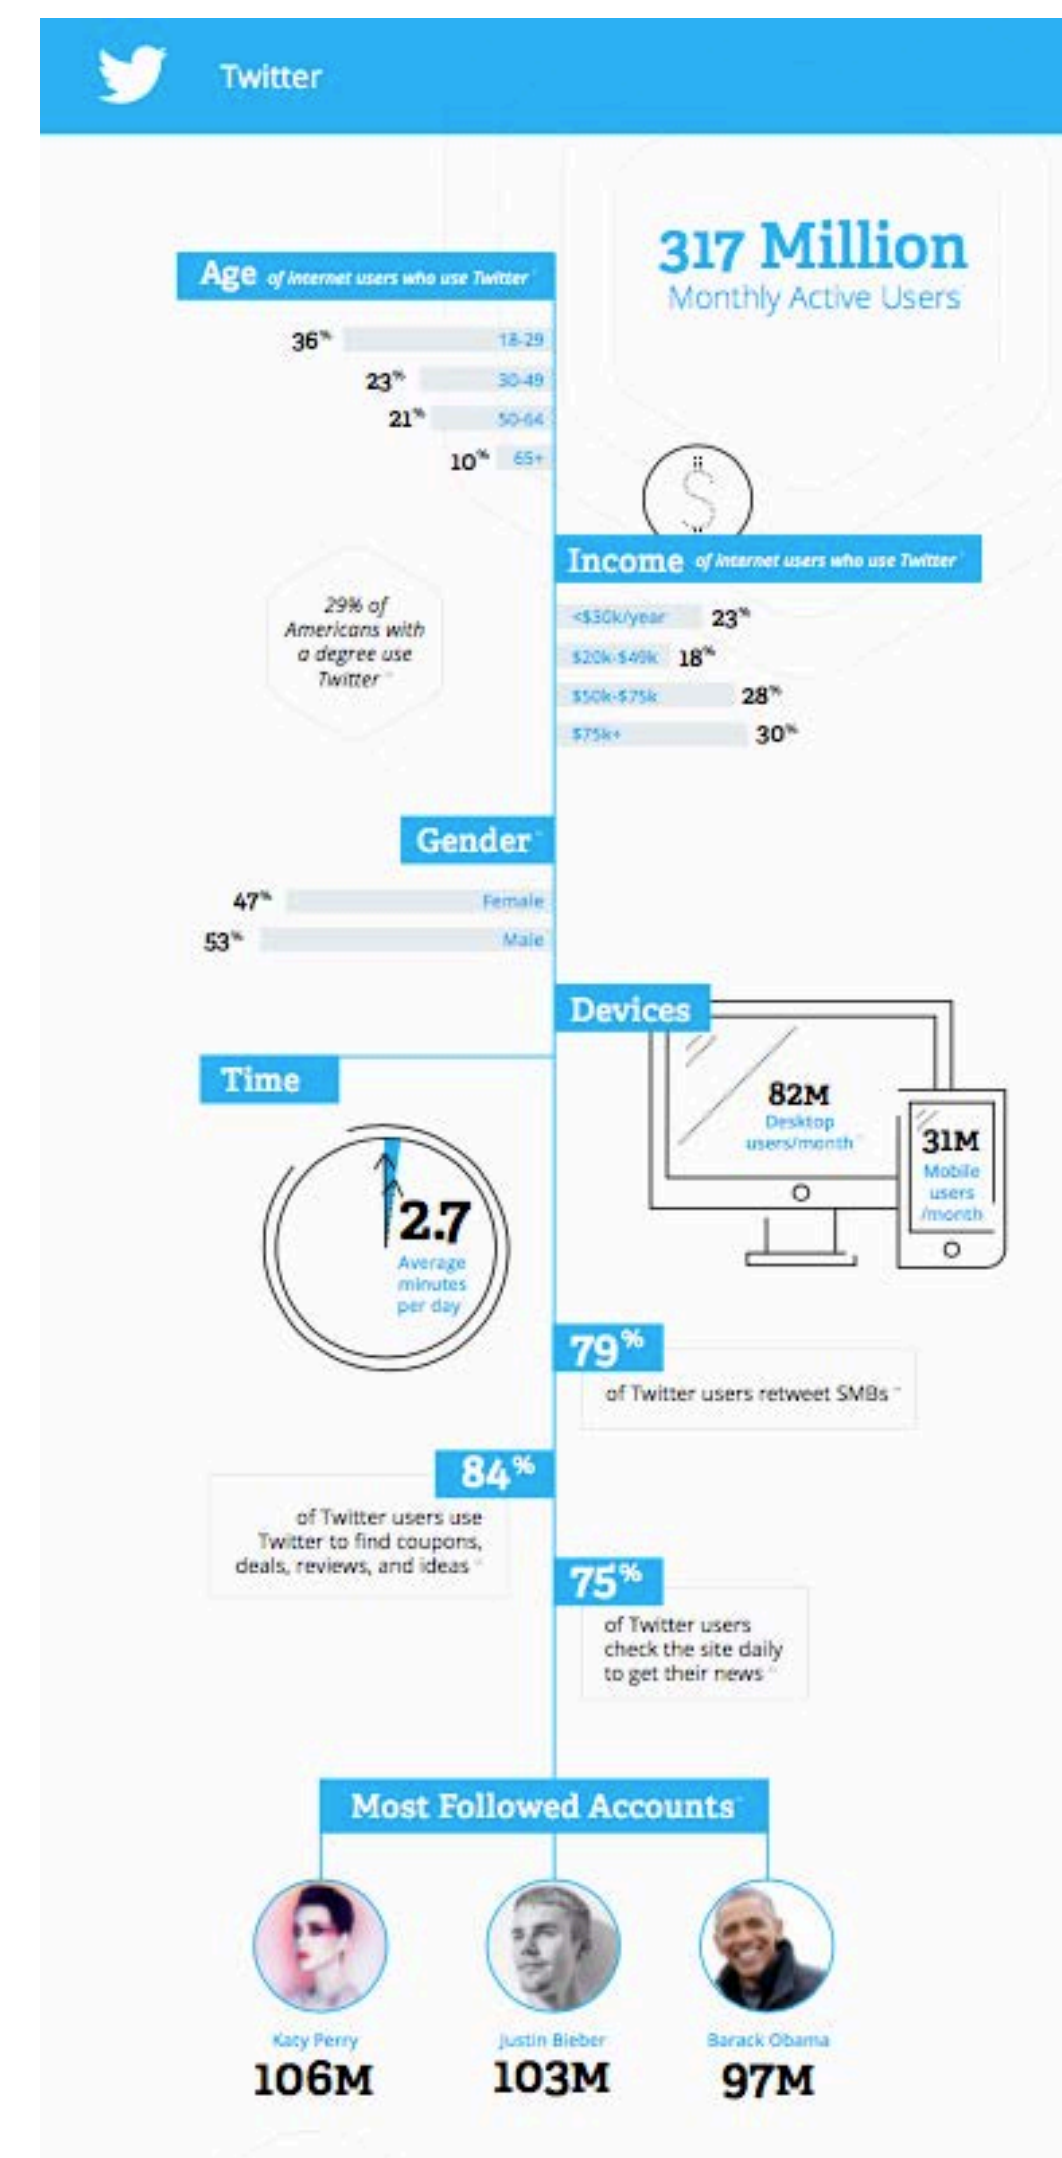 Twitter
317 Million
Monthly Active Users
Age of internet users who use Twitter
36% 18-29
23% 30-49
21% 50-64
10% 65+
$
Income of internet users who use Twitter
<$30k/year 23%
$20k-$49k 18%
$50k-$75k 28%
$75k+ 30%
29% of
Americans with
a degree use
Twitter
Gender
47% Female
53% Male
Devices
82M
Desktop
users/month
31M
Mobile
users
/month
Time
2.7
Average
minutes
per day
79%
of Twitter users retweet SMBs
84%
of Twitter users use
Twitter to find coupons,
deals, reviews, and ideas
75%
of Twitter users
check the site daily
to get their news
Most Followed Accounts
Katy Perry
106M
Justin Bieber
103M
Barack Obama
97M